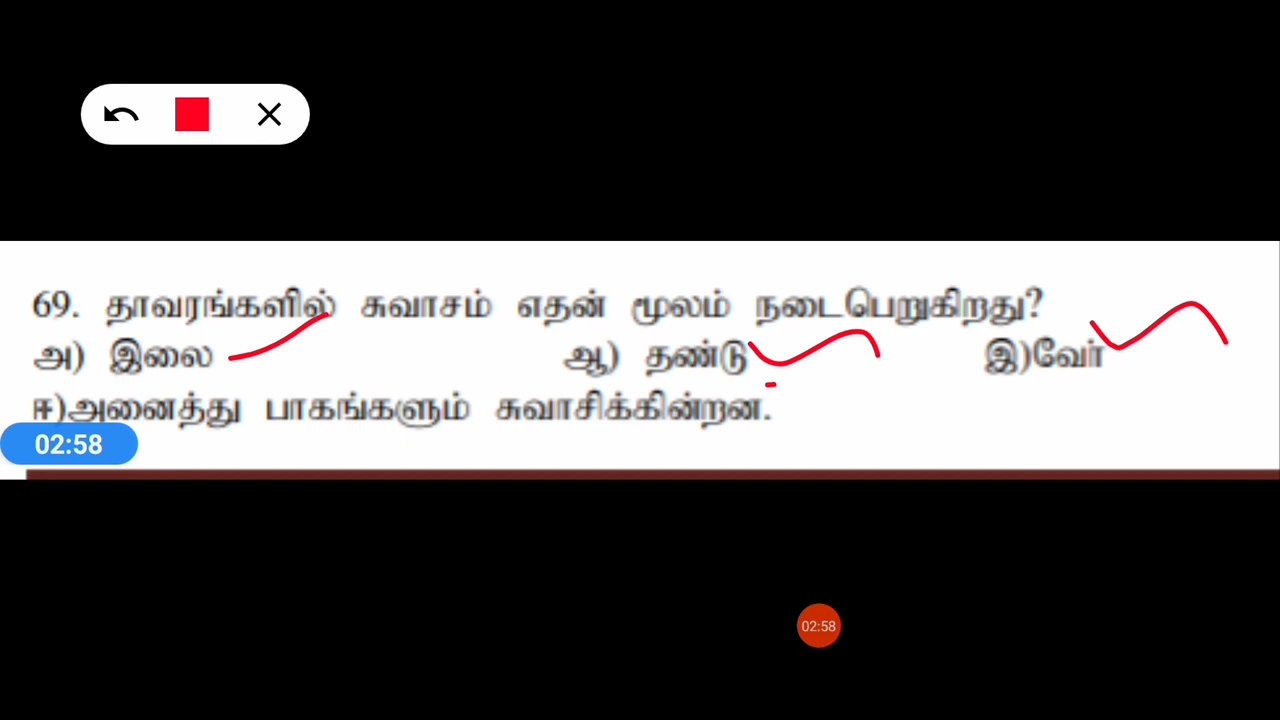 69. தாவரங்களில் சுவாசம் எதன் மூலம் நடைபெறுகிறது?
அ) இலை ஆ) தண்டு இ)வேர்
ஈ)அனைத்து பாகங்களும் சுவாசிக்கின்றன.
02:58
02:58